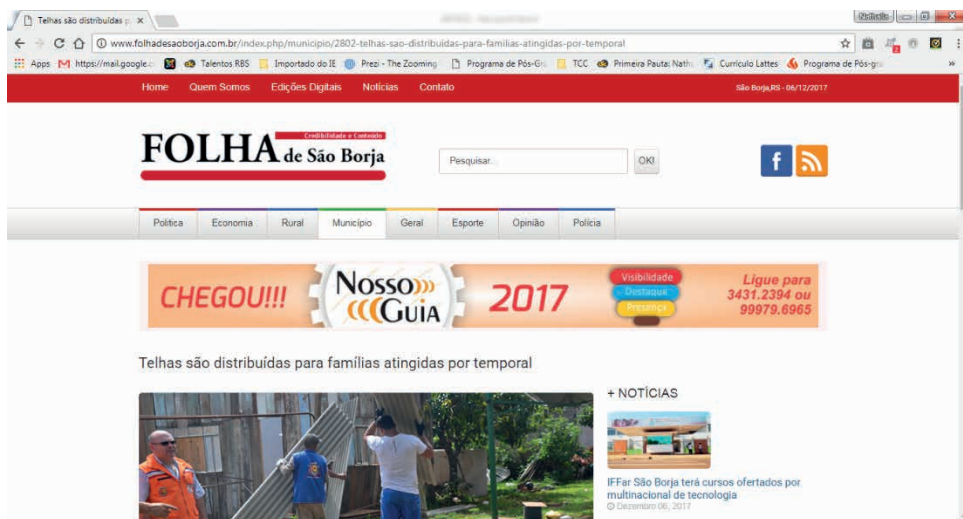 Telhas são distribuídas p
www.folhadesaoborja.com.br/index.php/municipio/2802-telhas-sao-distribuidas-para-familias-atingidas-por-temporal
Apps https://mail.google.c Talentos RBS Importado do IE Prezi - The Zooming Programa de Pós-Gra TCC Primeira Pauta: Nath Currículo Lattes Programa de Pós-gra
Home Quem Somos Edições Digitais Notícias Contato São Borja,RS - 06/12/2017
Credibilidade e Conteúdo
FOLHA de São Borja
Pesquisar... OK!
Política Economia Rural Município Geral Esporte Opinião Polícia
CHEGOU!!! Nosso Guia 2017
Visibilidade
Destaque
Presença
Ligue para
3431.2394 ou
99979.6965
Telhas são distribuídas para famílias atingidas por temporal
+ NOTÍCIAS
IFFar São Borja terá cursos ofertados por
multinacional de tecnologia
Dezembro 06, 2017